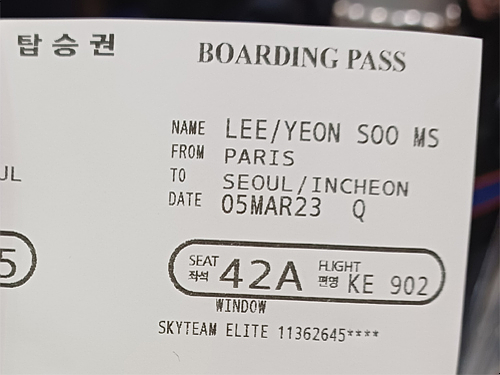 탑승권 BOARDING PASS
NAME LEE/YEON SOO MS
FROM PARIS
TO SEOUL/INCHEON
UL
DATE 05MAR23 Q
5
SEAT 좌석 42A FLIGHT 편명 KE 902
WINDOW
SKYTEAM ELITE 11362645****